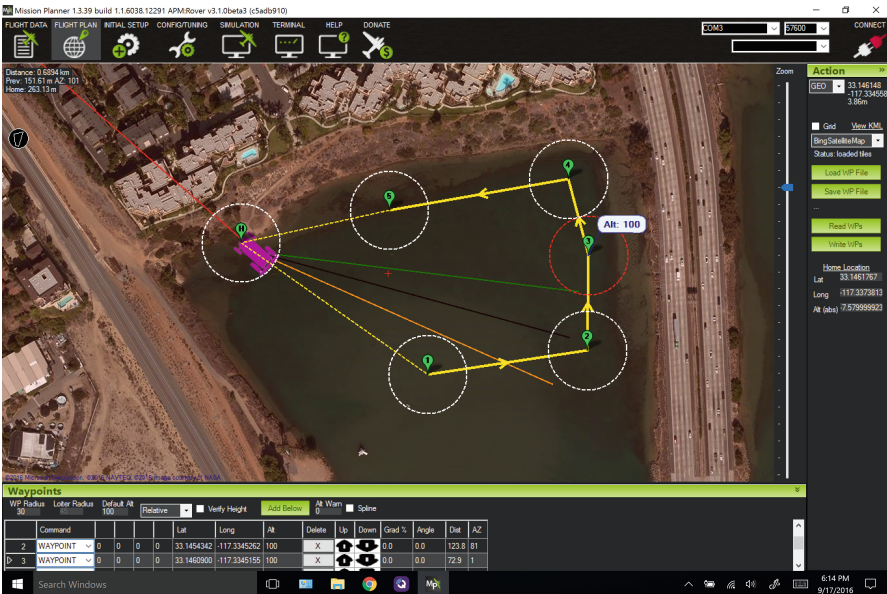 Mission Planner 1.3.39 build 1.1.6038.12291 APM:Rover v3.1.0beta3 (c5adb910)
FLIGHT DATA FLIGHT PLAN INITIAL SETUP CONFIG/TUNING SIMULATION TERMINAL HELP DONATE
COM3 57600 CONNECT
Distance: 0.6894 km
Prev: 151.61 m AZ: 101
Home: 263.13 m
Zoom
Action
GEO 33.146148
-117.334558
3.86m
Grid View KML
BingSatelliteMap
Status: loaded tiles
Load WP File
Save WP File
Read WPs
Write WPs
Home Location
Lat 33.1461767
Long -117.3373813
Alt (abs) -7.579999923
4
5
H
Alt: 100
3
2
1
Waypoints
WP Radius Loiter Radius Default Alt Alt Warn
30 100 Relative Verify Height Add Below 0 Spline
Command Lat Long Alt Delete Up Down Grad % Angle Dist AZ
2 WAYPOINT 0 0 0 0 33.1454342 -117.3345262 100 X 0.0 0.0 123.8 81
3 WAYPOINT 0 0 0 0 33.1460900 -117.3345155 100 X 0.0 0.0 72.9 1
Search Windows
Mp
6:14 PM
9/17/2016